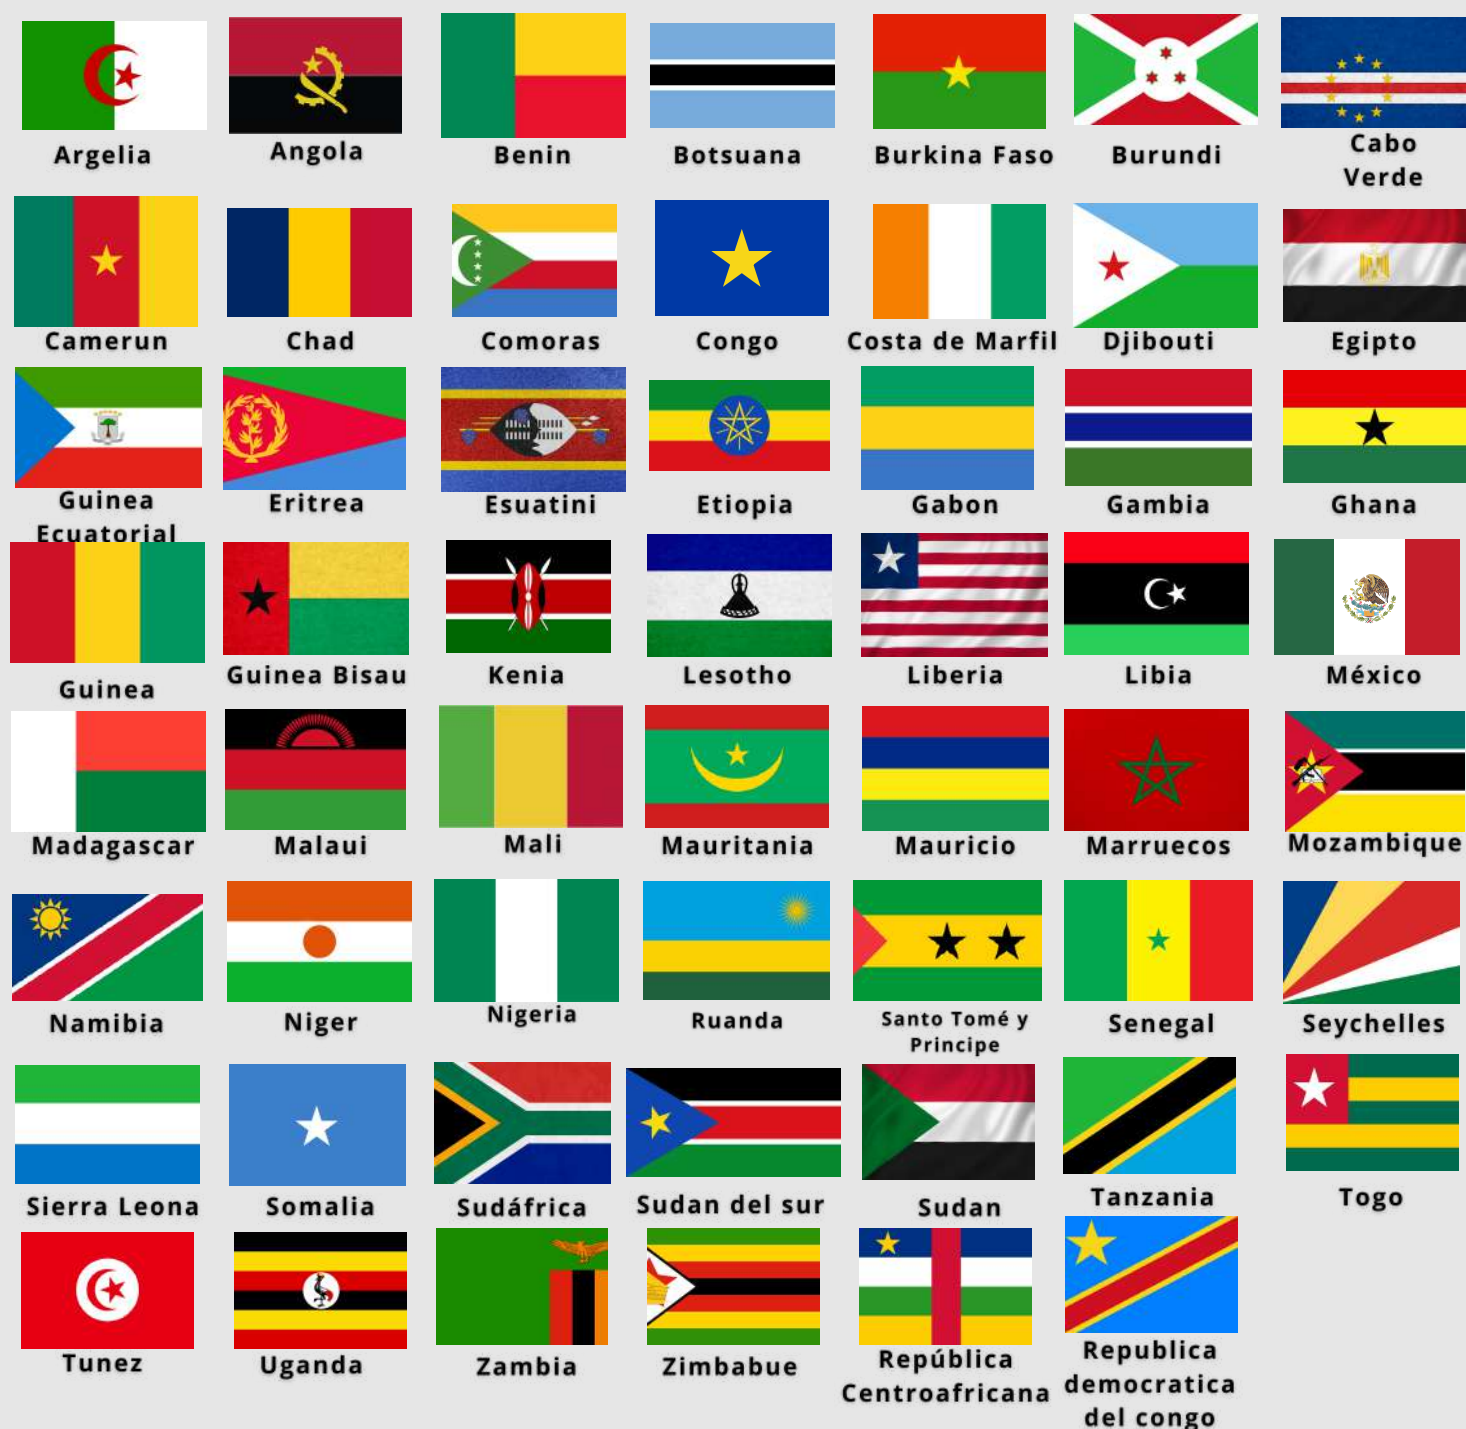 Argelia
Angola
Benin
Botsuana
Burkina Faso
Burundi
Cabo
Verde
Camerun
Chad
Comoras
Congo
Costa de Marfil
Djibouti
Egipto
Guinea
Ecuatorial
Eritrea
Esuatini
Etiopia
Gabon
Gambia
Ghana
Guinea
Guinea Bisau
Kenia
Lesotho
Liberia
Libia
México
Madagascar
Malaui
Mali
Mauritania
Mauricio
Marruecos
Mozambique
Namibia
Niger
Nigeria
Ruanda
Santo Tomé y
Principe
Senegal
Seychelles
Sierra Leona
Somalia
Sudáfrica
Sudan del sur
Sudan
Tanzania
Togo
Tunez
Uganda
Zambia
Zimbabue
República
Centroafricana
Republica
democratica
del congo